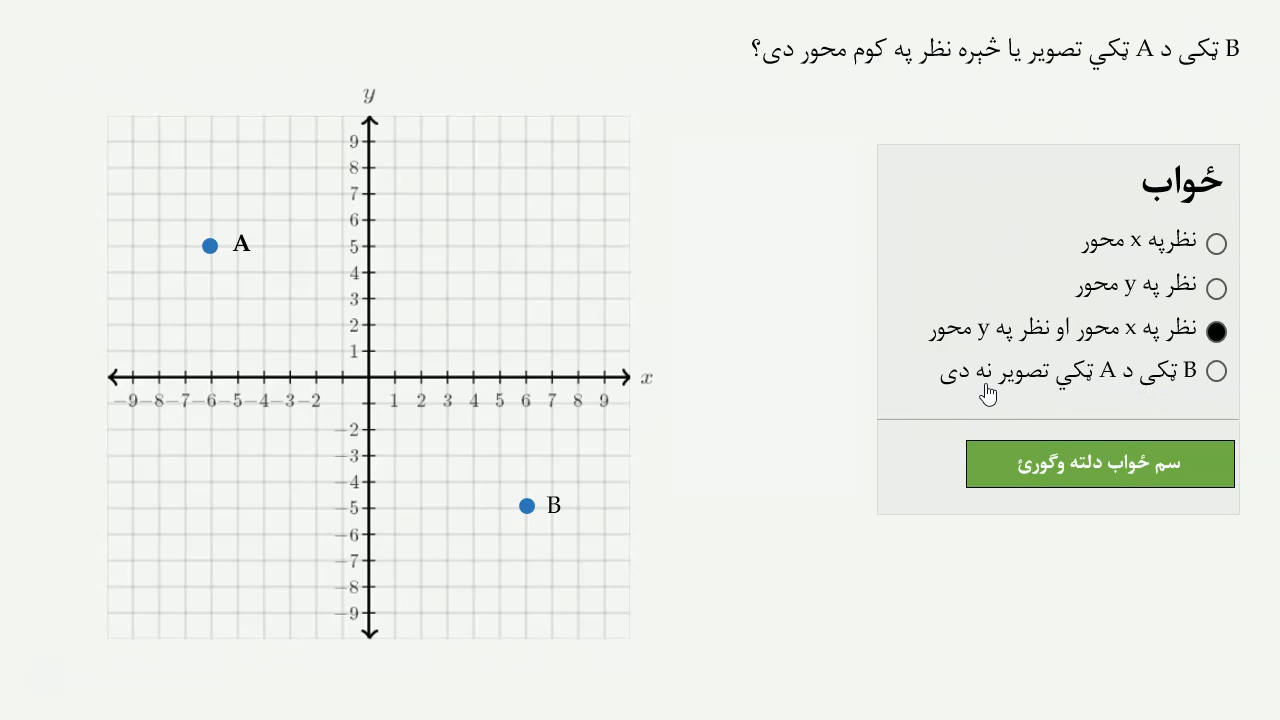 B ټکی د A ټکي تصویر یا څېره نظر په کوم محور دی؟
y
9
8
7
6
5
4
3
2
1
A
ځواب
نظرپه x محور
نظر په y محور
نظر په x محور او نظر په y محور
B ټکی د A ټکي تصویر نه دی
سم ځواب دلته وګورئ
x
−9 −8 −7 −6 −5 −4 −3 −2 1 2 3 4 5 6 7 8 9
−2
−3
−4
−5
−6
−7
−8
−9
B